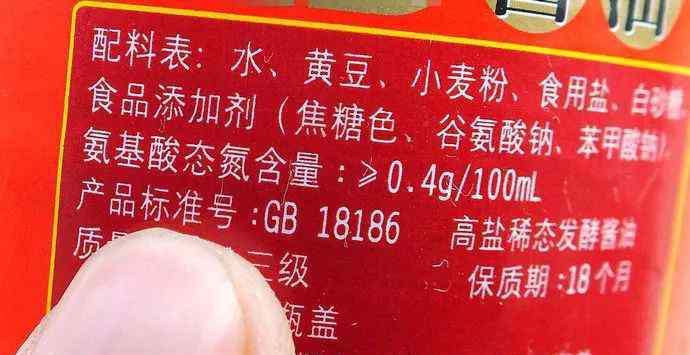 酱油
配料表：水、黄豆、小麦粉、食用盐、白砂糖、
食品添加剂（焦糖色、谷氨酸钠、苯甲酸钠）
氨基酸态氮含量：≥0.4g/100mL
产品标准号：GB 18186 高盐稀态发酵酱油
质 三级 保质期：18个月
瓶盖